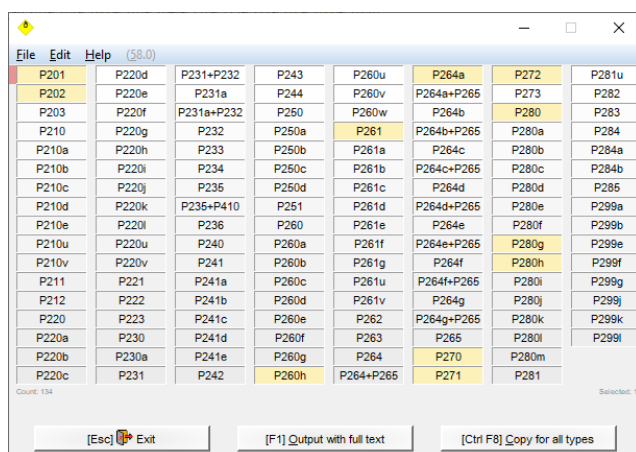 File Edit Help (58.0)
P201 P220d P231+P232 P243 P260u P264a P272 P281u
P202 P220e P231a P244 P260v P264a+P265 P273 P282
P203 P220f P231a+P232 P250 P260w P264b P280 P283
P210 P220g P232 P250a P261 P264b+P265 P280a P284
P210a P220h P233 P250b P261a P264c P280b P284a
P210b P220i P234 P250c P261b P264c+P265 P280c P284b
P210c P220j P235 P250d P261c P264d P280d P285
P210d P220k P235+P410 P251 P261d P264d+P265 P280e P299a
P210e P220l P236 P260 P261e P264e P280f P299b
P210u P220u P240 P260a P261f P264e+P265 P280g P299e
P210v P220v P241 P260b P261g P264f P280h P299f
P211 P221 P241a P260c P261u P264f+P265 P280i P299g
P212 P222 P241b P260d P261v P264g P280j P299j
P220 P223 P241c P260e P262 P264g+P265 P280k P299k
P220a P230 P241d P260f P263 P265 P280l P299l
P220b P230a P241e P260g P264 P270 P280m
P220c P231 P242 P260h P264+P265 P271 P281
Count: 134 Selected:
[Esc] Exit [F1] Output with full text [Ctrl F8] Copy for all types